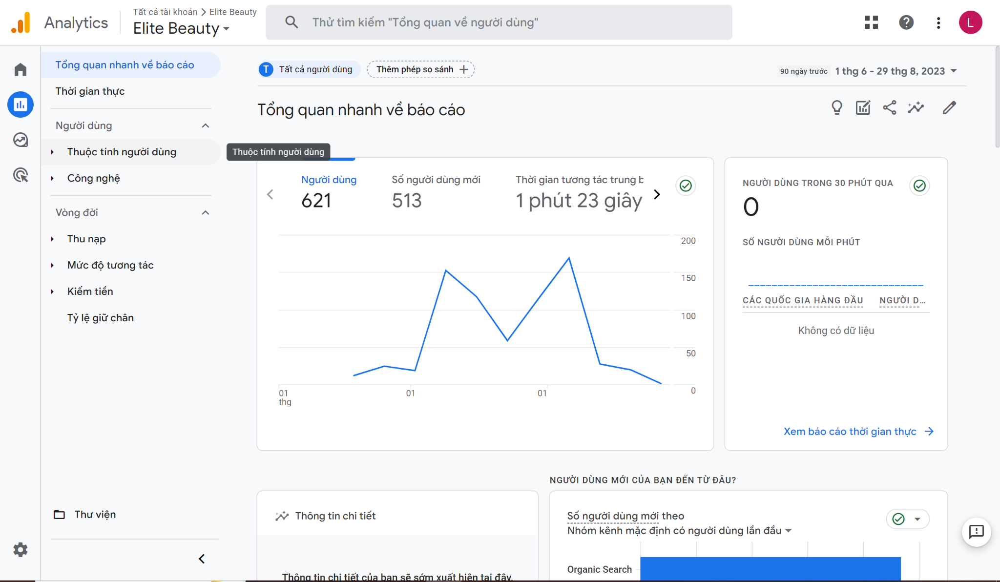 Analytics
Tất cả tài khoản > Elite Beauty
Elite Beauty
Thử tìm kiếm "Tổng quan về người dùng"
L
Tổng quan nhanh về báo cáo
Thời gian thực
Người dùng
Thuộc tính người dùng
Công nghệ
Vòng đời
Thu nạp
Mức độ tương tác
Kiếm tiền
Tỷ lệ giữ chân
Thư viện
T Tất cả người dùng
Thêm phép so sánh +
90 ngày trước 1 thg 6 - 29 thg 8, 2023
Tổng quan nhanh về báo cáo
Thuộc tính người dùng
Người dùng
621
Số người dùng mới
513
Thời gian tương tác trung b
1 phút 23 giây
200
150
100
50
0
01
thg
01
01
NGƯỜI DÙNG TRONG 30 PHÚT QUA
0
SỐ NGƯỜI DÙNG MỖI PHÚT
CÁC QUỐC GIA HÀNG ĐẦU NGƯỜI D...
Không có dữ liệu
Xem báo cáo thời gian thực
Thông tin chi tiết
Thông tin chi tiết của bạn sẽ sớm xuất hiện tại đây.
NGƯỜI DÙNG MỚI CỦA BẠN ĐẾN TỪ ĐÂU?
Số người dùng mới theo
Nhóm kênh mặc định có người dùng lần đầu
Organic Search